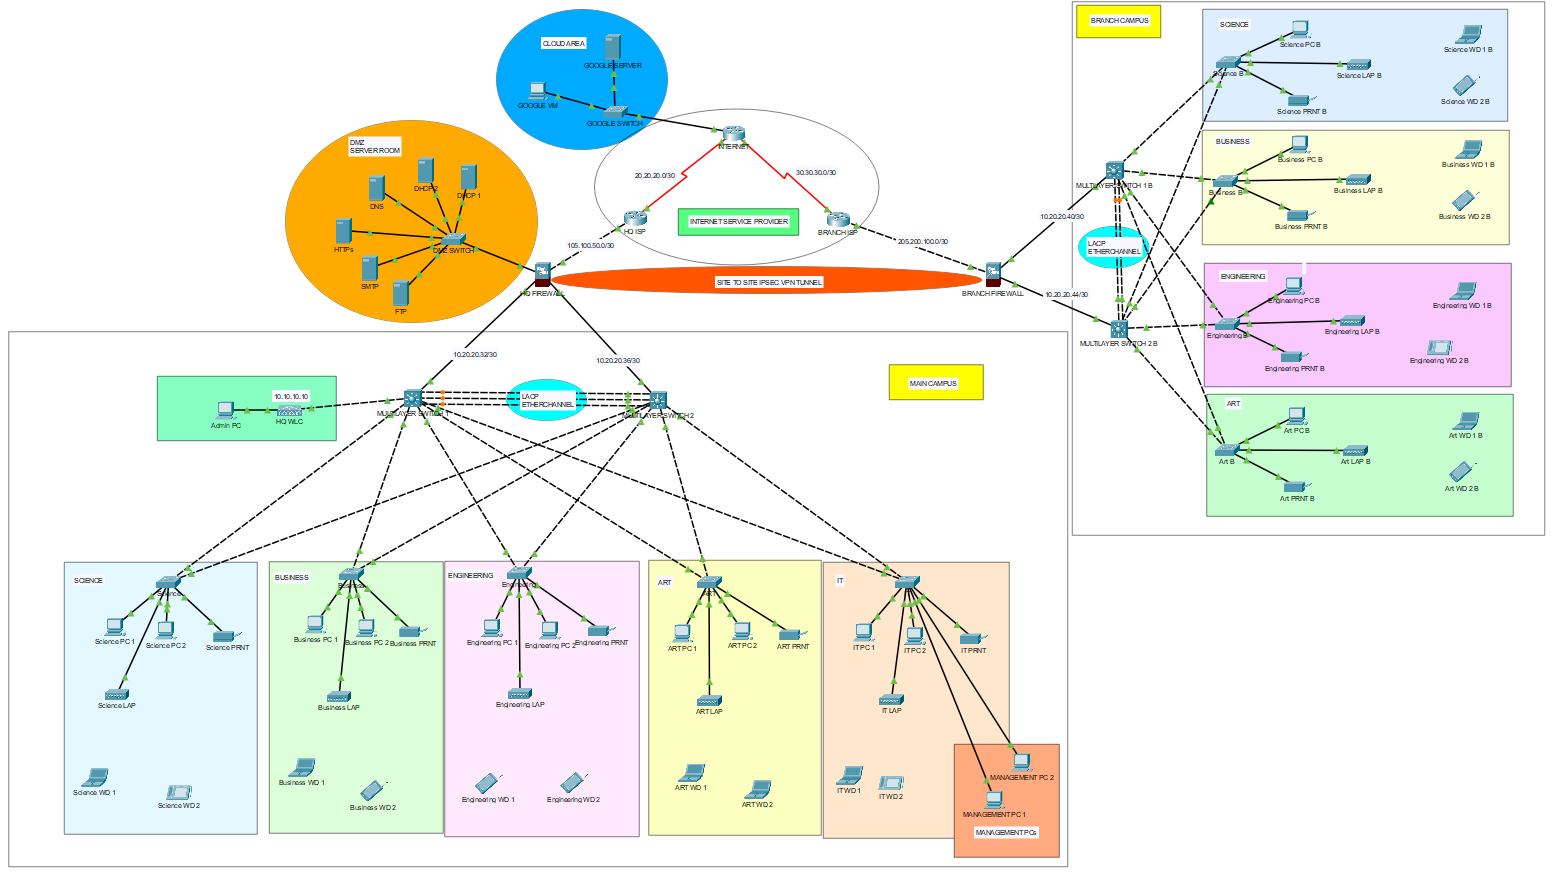 CLOUD AREA
GOOGLE SERVER
GOOGLE VM
GOOGLE SWITCH
DMZ
SERVER ROOM
DHCP 2
DHCP 1
DNS
HTTPs
DMZ SWITCH
SMTP
FTP
INTERNET
20.20.20.0/30
30.30.30.0/30
HQ ISP
INTERNET SERVICE PROVIDER
BRANCH ISP
105.100.50.0/30
205.200.100.0/30
HQ FIREWALL
SITE TO SITE IPSEC VPN TUNNEL
BRANCH FIREWALL
10.20.20.32/30
10.20.20.36/30
10.20.20.40/30
10.20.20.44/30
MAIN CAMPUS
10.10.10.10
Admin PC
HQ WLC
MULTILAYER SWITCH 1
LACP
ETHERCHANNEL
MULTILAYER SWITCH 2
SCIENCE
Science
Science PC 1
Science PC 2
Science PRNT
Science LAP
Science WD 1
Science WD 2
BUSINESS
Business
Business PC 1
Business PC 2
Business PRNT
Business LAP
Business WD 1
Business WD 2
ENGINEERING
Engineering
Engineering PC 1
Engineering PC 2
Engineering PRNT
Engineering LAP
Engineering WD 1
Engineering WD 2
ART
ART
ART PC 1
ART PC 2
ART PRNT
ART LAP
ART WD 1
ART WD 2
IT
IT PC 1
IT PC 2
IT PRNT
IT LAP
IT WD 1
IT WD 2
MANAGEMENT PC 2
MANAGEMENT PC 1
MANAGEMENT PCs
BRANCH CAMPUS
MULTILAYER SWITCH 1 B
LACP
ETHERCHANNEL
MULTILAYER SWITCH 2 B
SCIENCE
Science PC B
Science WD 1 B
Science B
Science LAP B
Science WD 2 B
Science PRNT B
BUSINESS
Business PC B
Business WD 1 B
Business B
Business LAP B
Business WD 2 B
Business PRNT B
ENGINEERING
Engineering PC B
Engineering WD 1 B
Engineering B
Engineering LAP B
Engineering WD 2 B
Engineering PRNT B
ART
Art PC B
Art WD 1 B
Art B
Art LAP B
Art WD 2 B
Art PRNT B